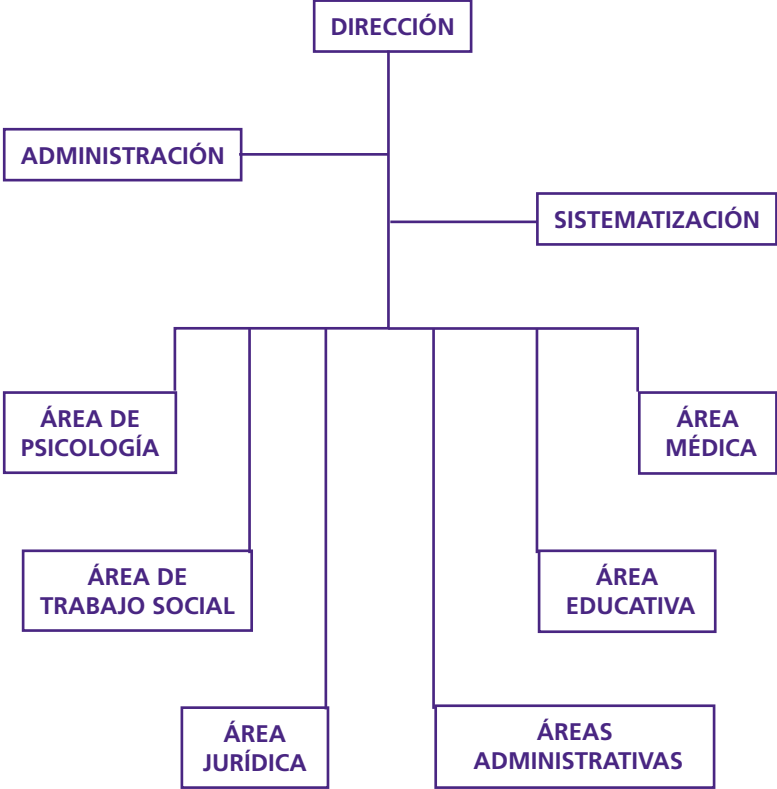 DIRECCIÓN
ADMINISTRACIÓN
SISTEMATIZACIÓN
ÁREA DE
PSICOLOGÍA
ÁREA
MÉDICA
ÁREA DE
TRABAJO SOCIAL
ÁREA
EDUCATIVA
ÁREA
JURÍDICA
ÁREAS
ADMINISTRATIVAS